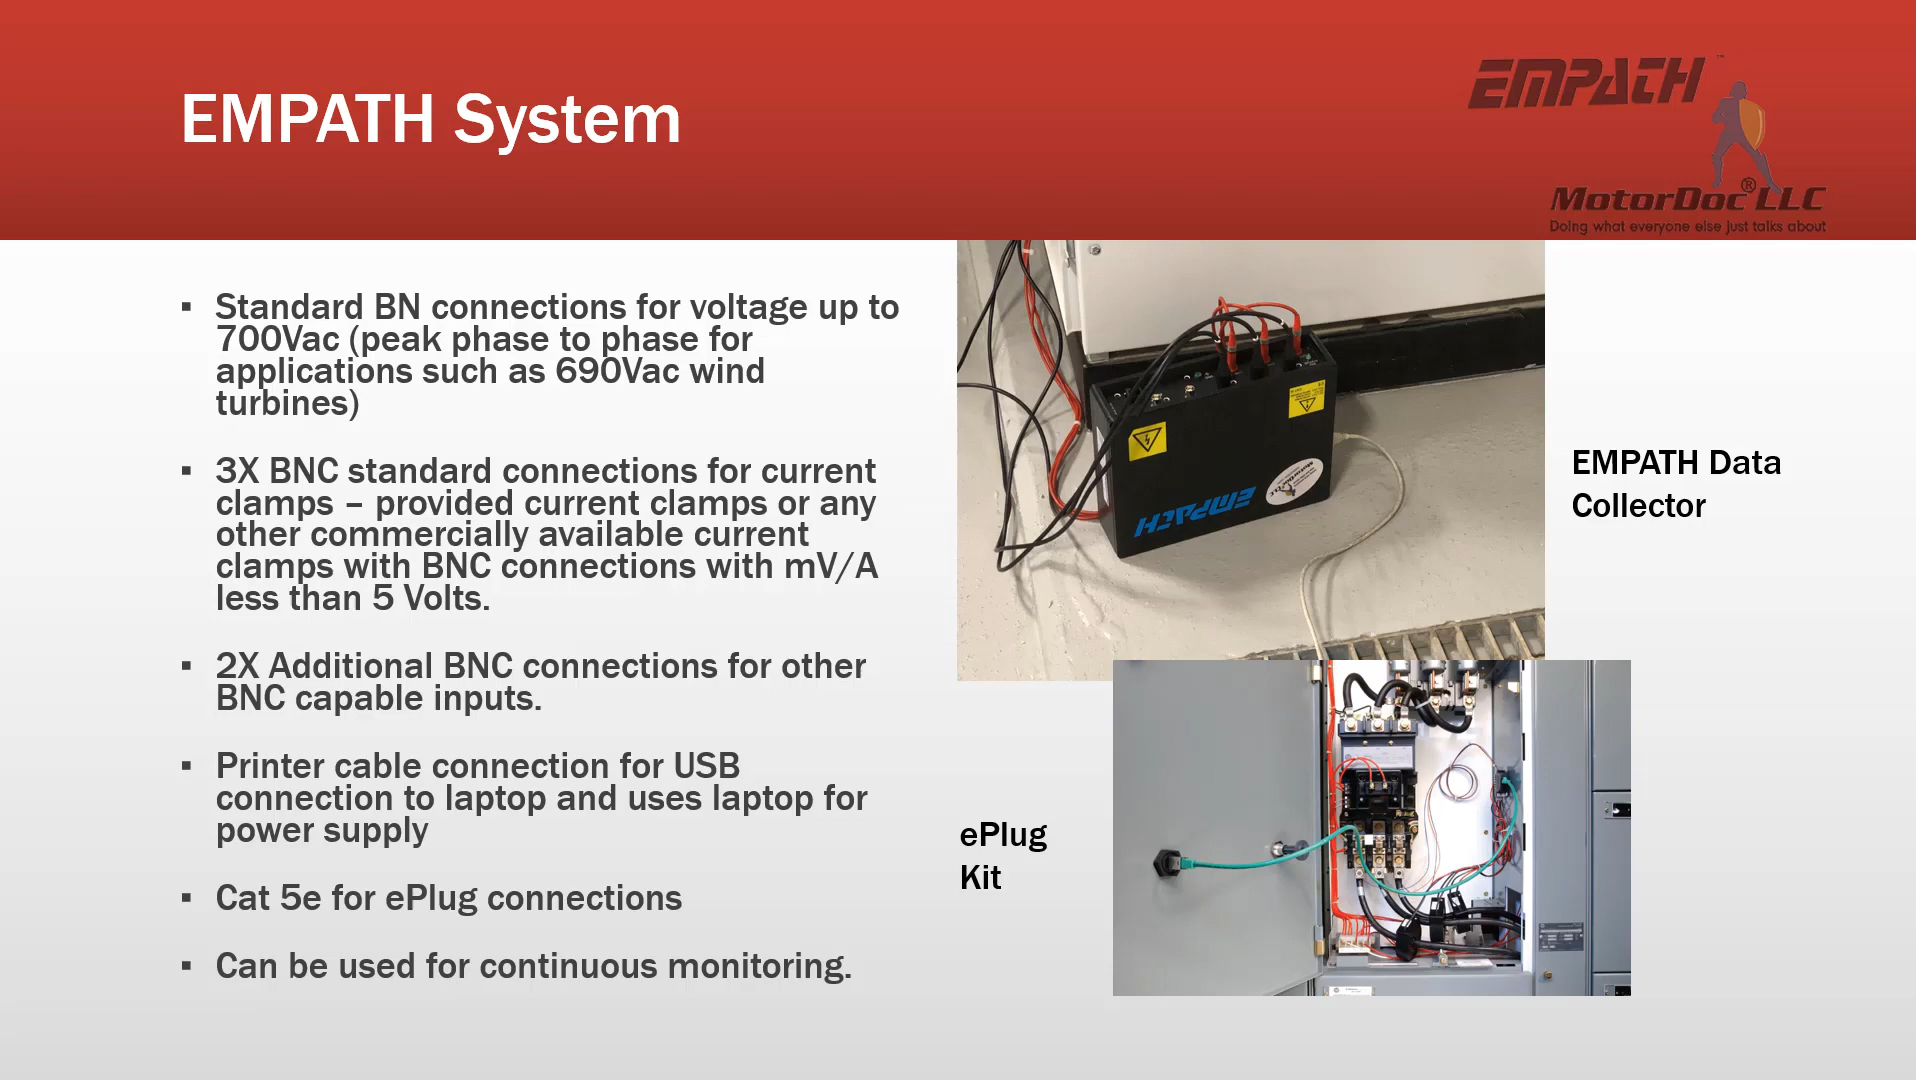 EMPATH System
EMPATH
MotorDoc® LLC
Doing what everyone else just talks about
▪ Standard BN connections for voltage up to
700Vac (peak phase to phase for
applications such as 690Vac wind
turbines)
▪ 3X BNC standard connections for current
clamps – provided current clamps or any
other commercially available current
clamps with BNC connections with mV/A
less than 5 Volts.
▪ 2X Additional BNC connections for other
BNC capable inputs.
▪ Printer cable connection for USB
connection to laptop and uses laptop for
power supply
▪ Cat 5e for ePlug connections
▪ Can be used for continuous monitoring.
EMPATH
EMPATH Data
Collector
ePlug
Kit